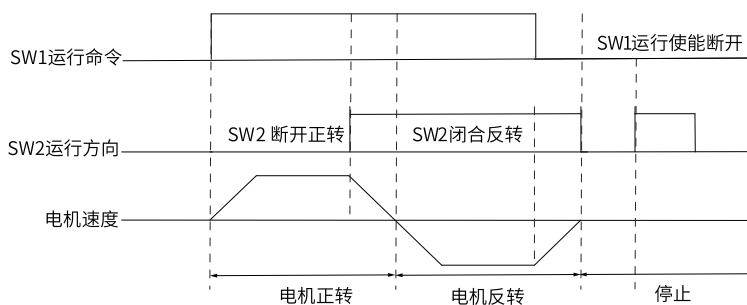 SW1运行使能断开
SW1运行命令
SW2 断开正转
SW2闭合反转
SW2运行方向
电机速度
电机正转
电机反转
停止